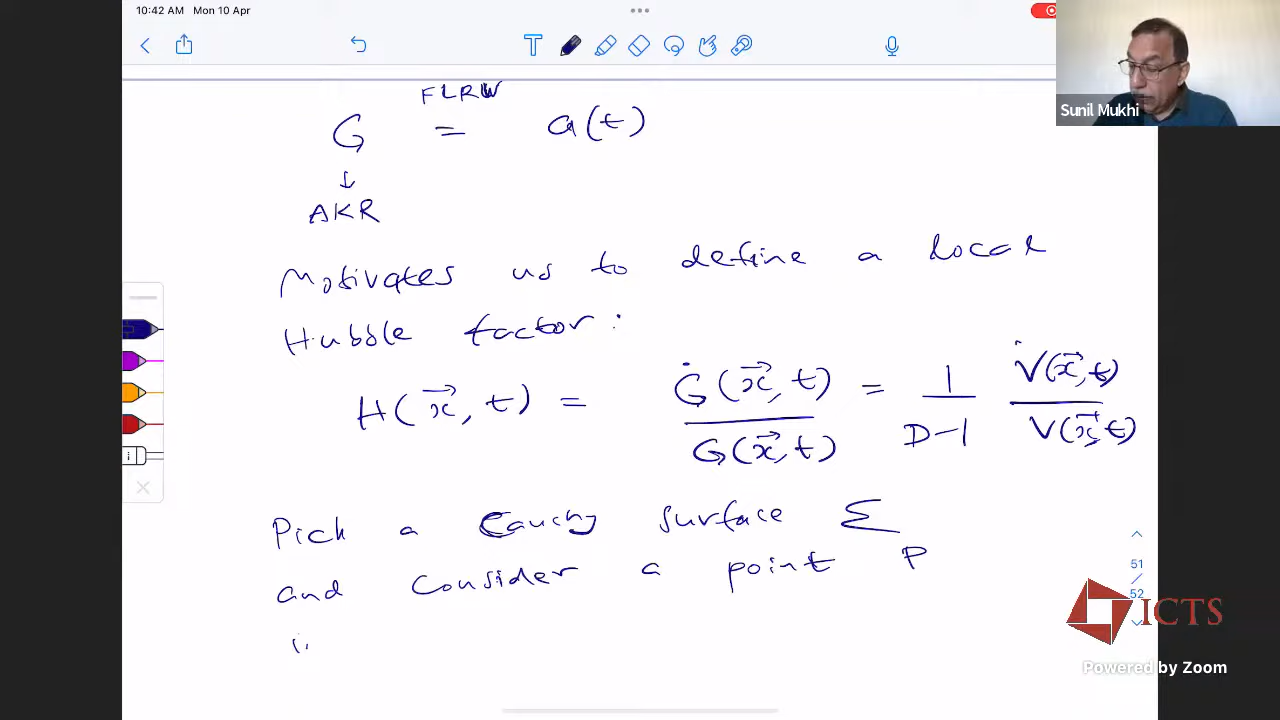 10:42 AM Mon 10 Apr
Sunil Mukhi
FLRW
G = a(t)
↓
AKR
Motivates us to define a local
Hubble factor:
H(x⃗, t) = Ġ(x⃗, t) / G(x⃗, t) = 1 / D-1 V̇(x⃗, t) / V(x⃗, t)
Pick a Cauchy surface Σ
and consider a point P
i
51
/
52
ICTS
Powered by Zoom